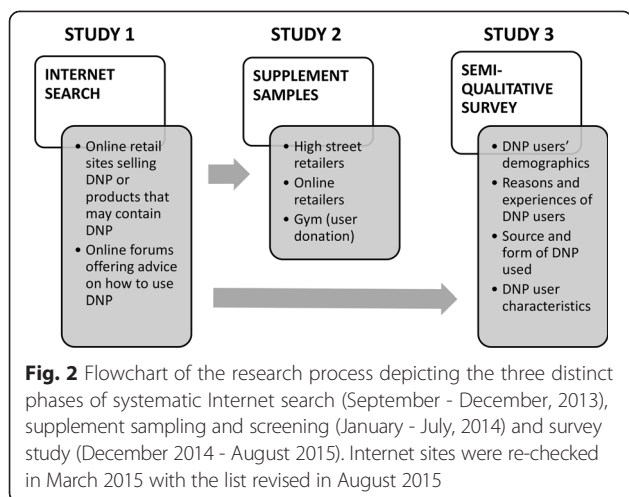 STUDY 1
STUDY 2
STUDY 3
INTERNET
SEARCH
• Online retail
sites selling
DNP or
products that
may contain
DNP
• Online forums
offering advice
on how to use
DNP
SUPPLEMENT
SAMPLES
• High street
retailers
• Online
retailers
• Gym (user
donation)
SEMI-
QUALITATIVE
SURVEY
• DNP users’
demographics
• Reasons and
experiences of
DNP users
• Source and
form of DNP
used
• DNP user
characteristics
Fig. 2 Flowchart of the research process depicting the three distinct
phases of systematic Internet search (September - December, 2013),
supplement sampling and screening (January - July, 2014) and survey
study (December 2014 - August 2015). Internet sites were re-checked
in March 2015 with the list revised in August 2015